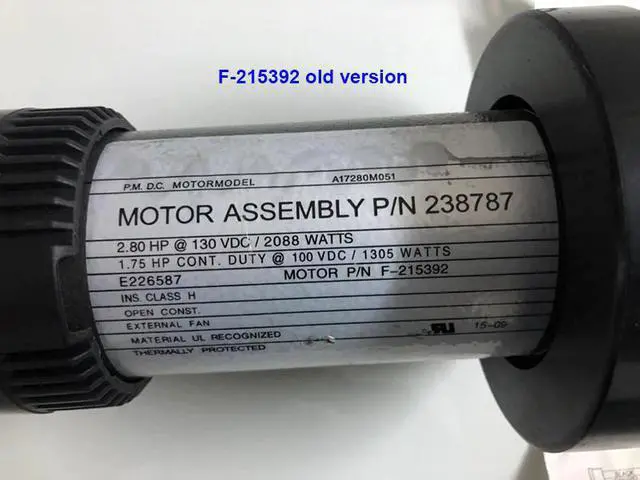 F-215392 old version
P.M. D.C. MOTORMODEL A17280M051
MOTOR ASSEMBLY P/N 238787
2.80 HP @ 130 VDC / 2088 WATTS
1.75 HP CONT. DUTY @ 100 VDC / 1305 WATTS
E226587 MOTOR P/N F-215392
INS. CLASS H
OPEN CONST.
EXTERNAL FAN
MATERIAL UL RECOGNIZED 15-09
THERMALLY PROTECTED